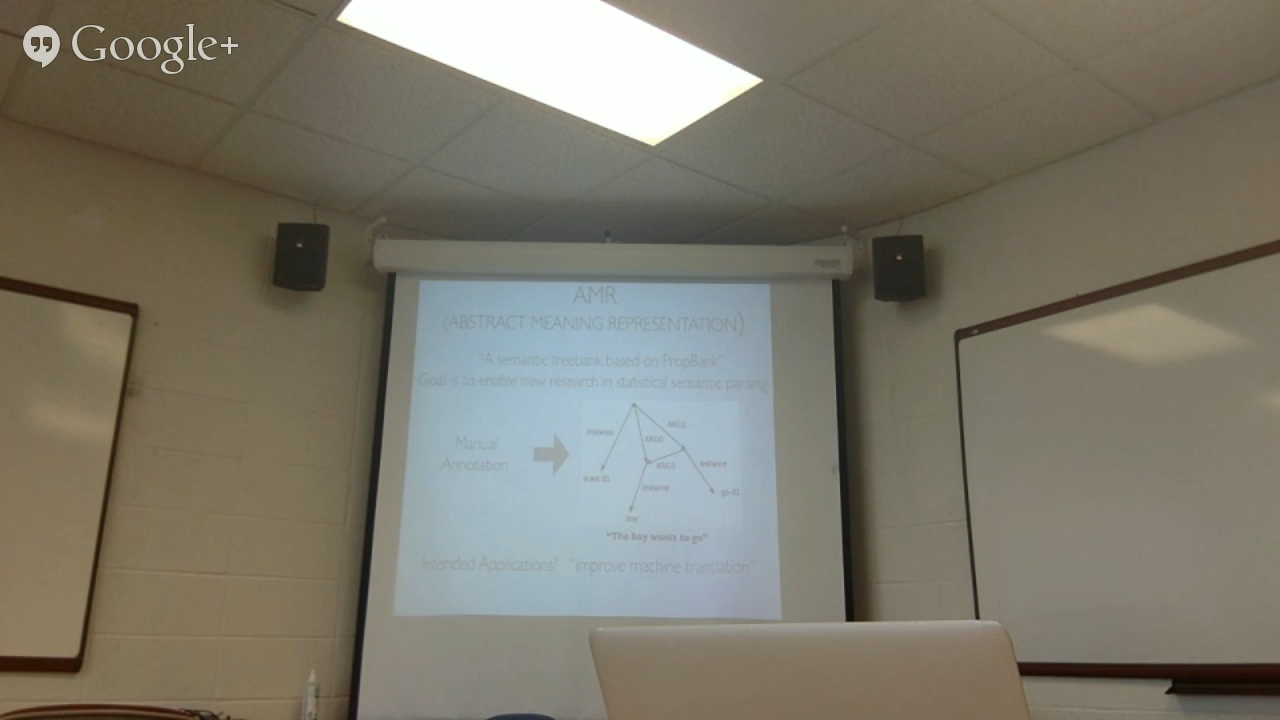 Google+
AMR
(ABSTRACT MEANING REPRESENTATION)
"A semantic treebank based on PropBank"
Goal is to enable new research in statistical semantic parsing
Manual
Annotation
instance
ARG0
ARG1
ARG0
instance
want-01
instance
go-01
boy
"The boy wants to go"
Intended Applications? "improve machine translation"